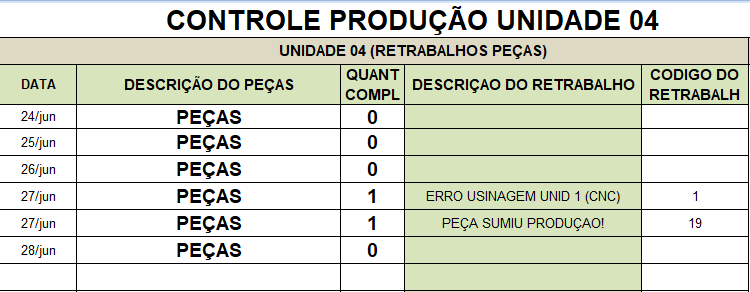 CONTROLE PRODUÇÃO UNIDADE 04
UNIDADE 04 (RETRABALHOS PEÇAS)
DATA DESCRIÇÃO DO PEÇAS QUANT COMPL DESCRIÇAO DO RETRABALHO CODIGO DO RETRABALH
24/jun PEÇAS 0
25/jun PEÇAS 0
26/jun PEÇAS 0
27/jun PEÇAS 1 ERRO USINAGEM UNID 1 (CNC) 1
27/jun PEÇAS 1 PEÇA SUMIU PRODUÇAO! 19
28/jun PEÇAS 0